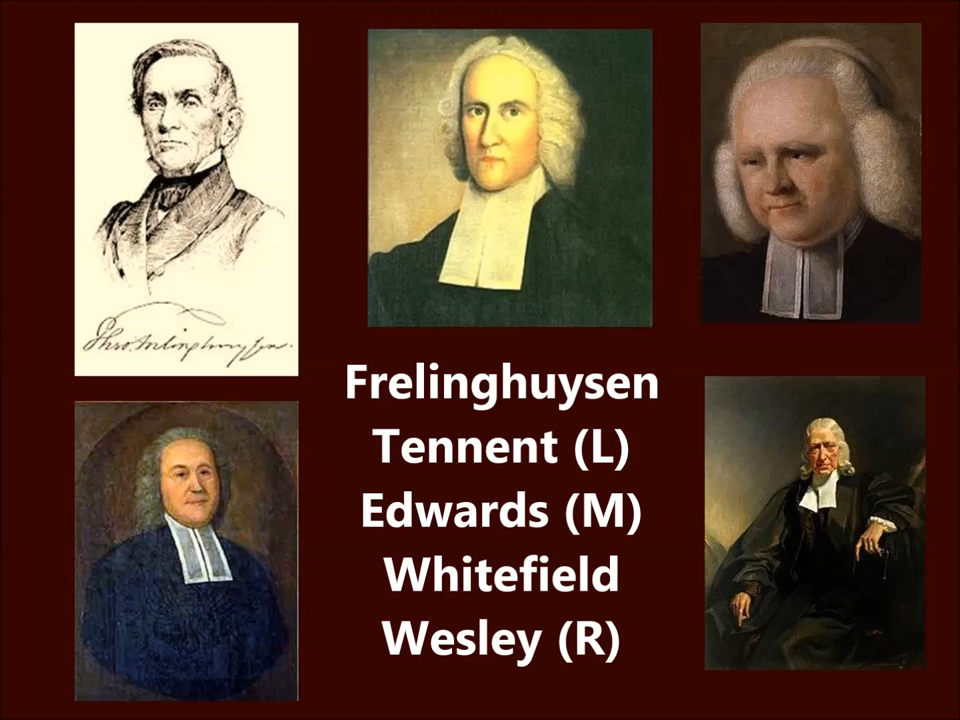 Frelinghuysen
Tennent (L)
Edwards (M)
Whitefield
Wesley (R)